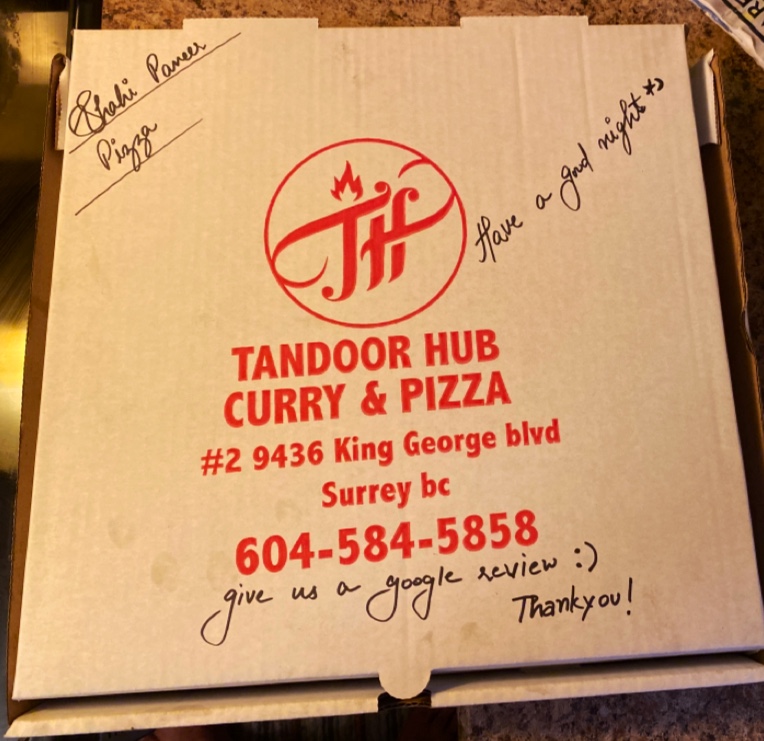 Shahi Paneer
Pizza
Have a good night *:)
TH
TANDOOR HUB
CURRY & PIZZA
#2 9436 King George blvd
Surrey bc
604-584-5858
give us a google review :)
Thankyou!